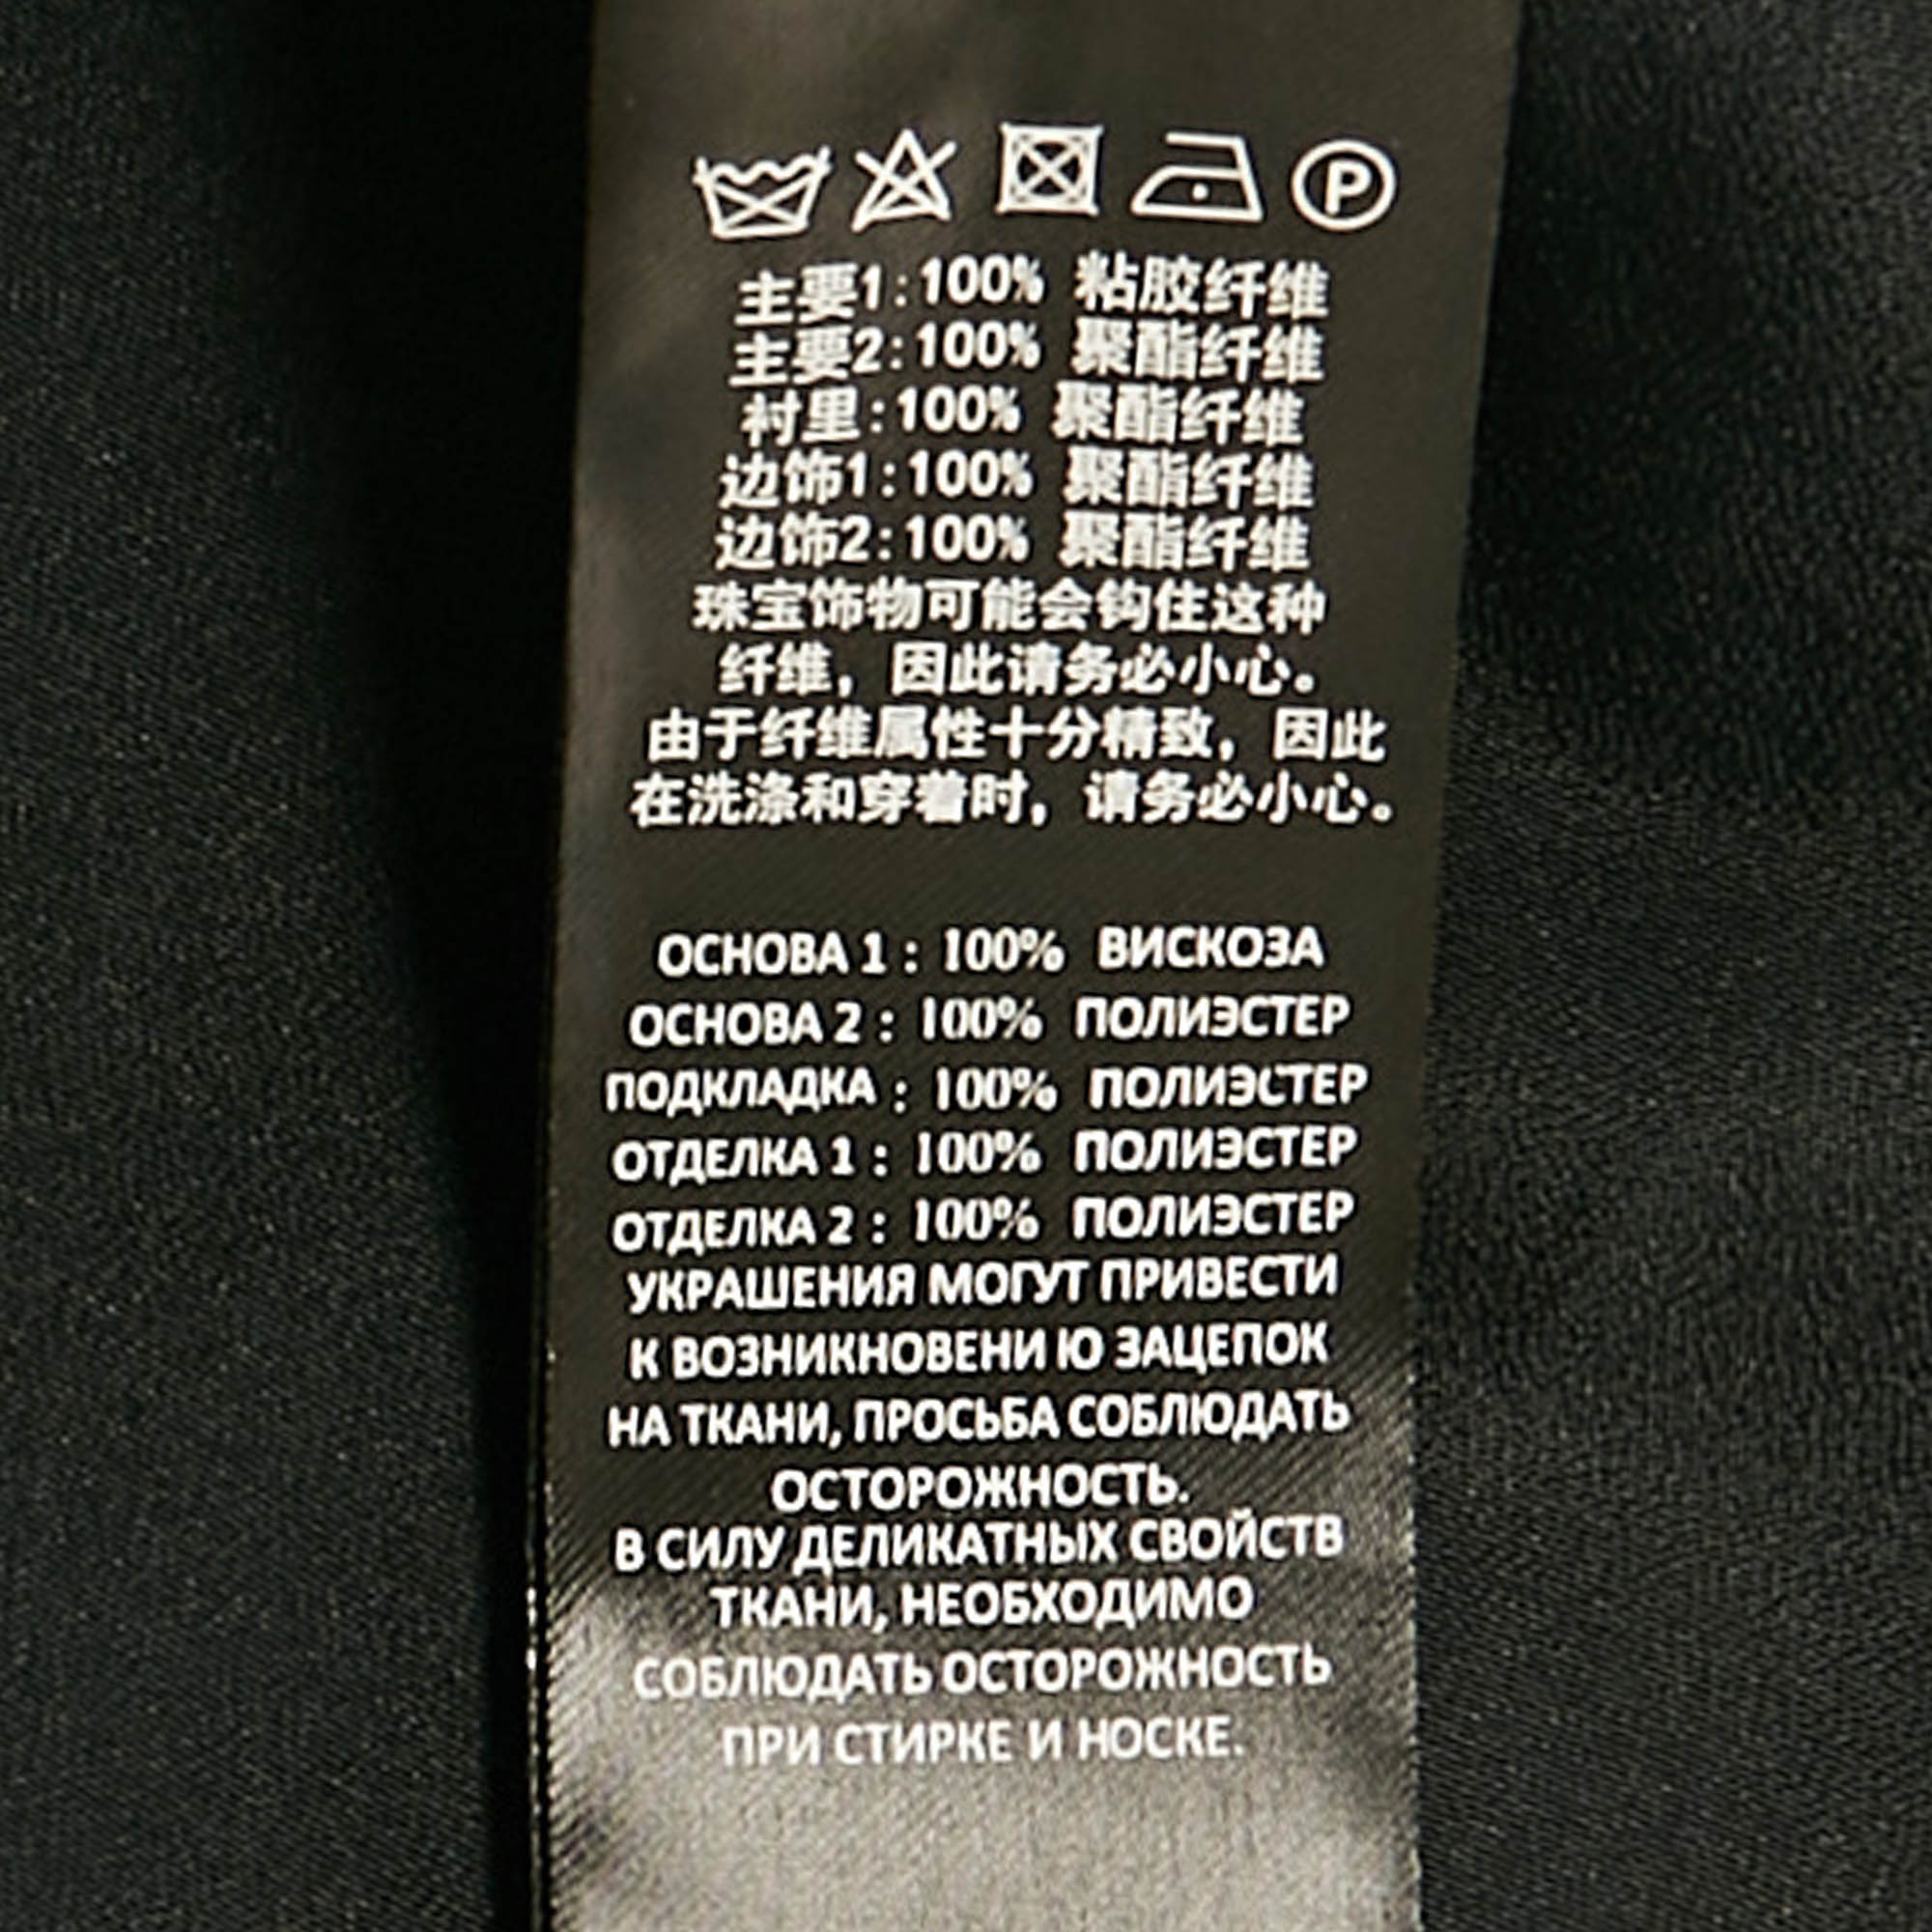 P
主要1:100% 粘胶纤维
主要2:100% 聚酯纤维
衬里:100% 聚酯纤维
边饰1:100% 聚酯纤维
边饰2:100% 聚酯纤维
珠宝饰物可能会钩住这种
纤维，因此请务必小心。
由于纤维属性十分精致，因此
在洗涤和穿着时，请务必小心。
ОСНОВА 1 : 100% ВИСКОЗА
ОСНОВА 2 : 100% ПОЛИЭСТЕР
ПОДКЛАДКА : 100% ПОЛИЭСТЕР
ОТДЕЛКА 1 : 100% ПОЛИЭСТЕР
ОТДЕЛКА 2 : 100% ПОЛИЭСТЕР
УКРАШЕНИЯ МОГУТ ПРИВЕСТИ
К ВОЗНИКНОВЕНИ Ю ЗАЦЕПОК
НА ТКАНИ, ПРОСЬБА СОБЛЮДАТЬ
ОСТОРОЖНОСТЬ.
В СИЛУ ДЕЛИКАТНЫХ СВОЙСТВ
ТКАНИ, НЕОБХОДИМО
СОБЛЮДАТЬ ОСТОРОЖНОСТЬ
ПРИ СТИРКЕ И НОСКЕ.